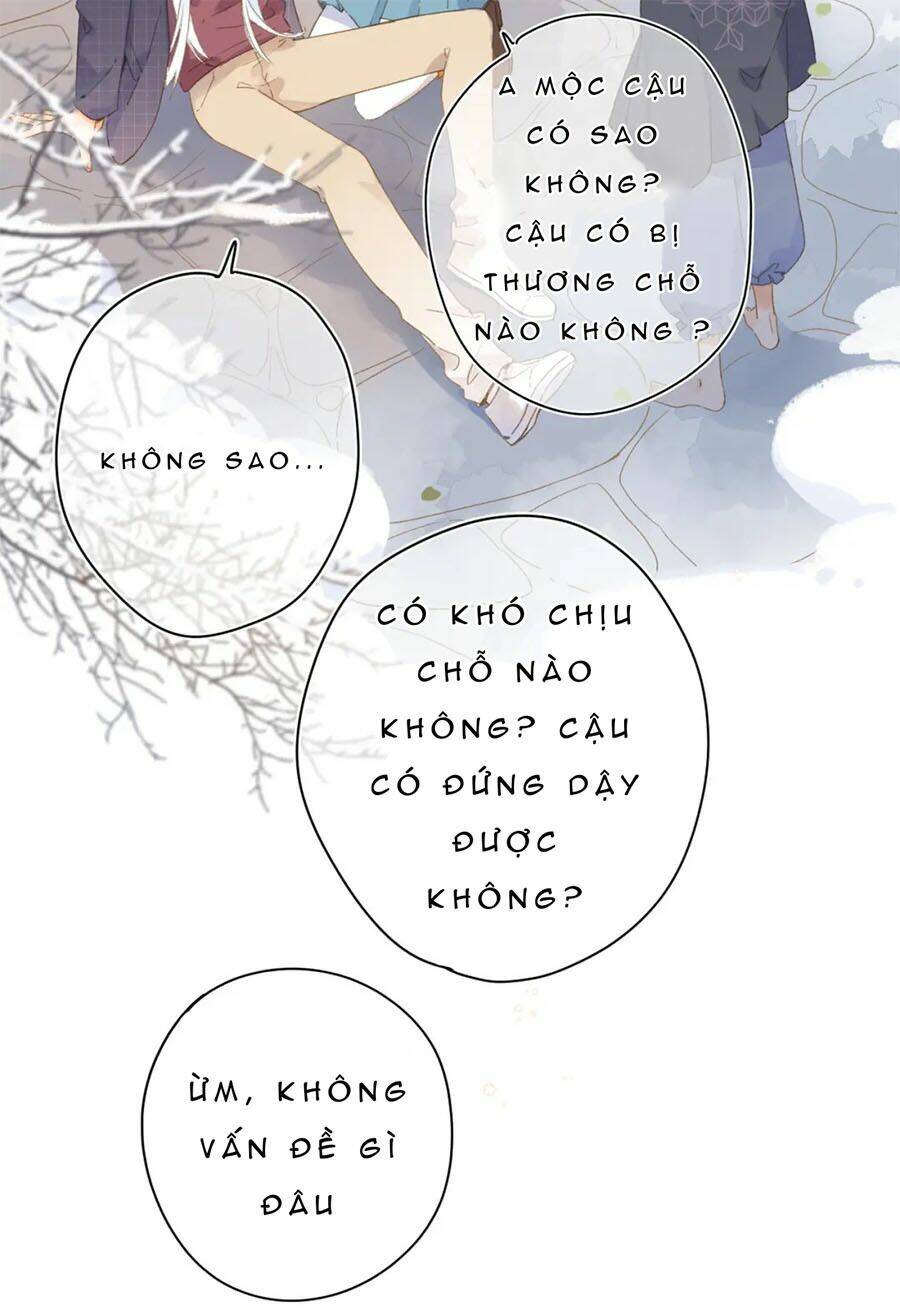 A MỘC CẬU
CÓ SAO
KHÔNG?
CẬU CÓ BỊ
THƯƠNG CHỖ
NÀO KHÔNG ?
KHÔNG SAO...
CÓ KHÓ CHỊU
CHỖ NÀO
KHÔNG? CẬU
CÓ ĐỨNG DẬY
ĐƯỢC
KHÔNG?
ỪM, KHÔNG
VẤN ĐỀ GÌ
ĐÂU